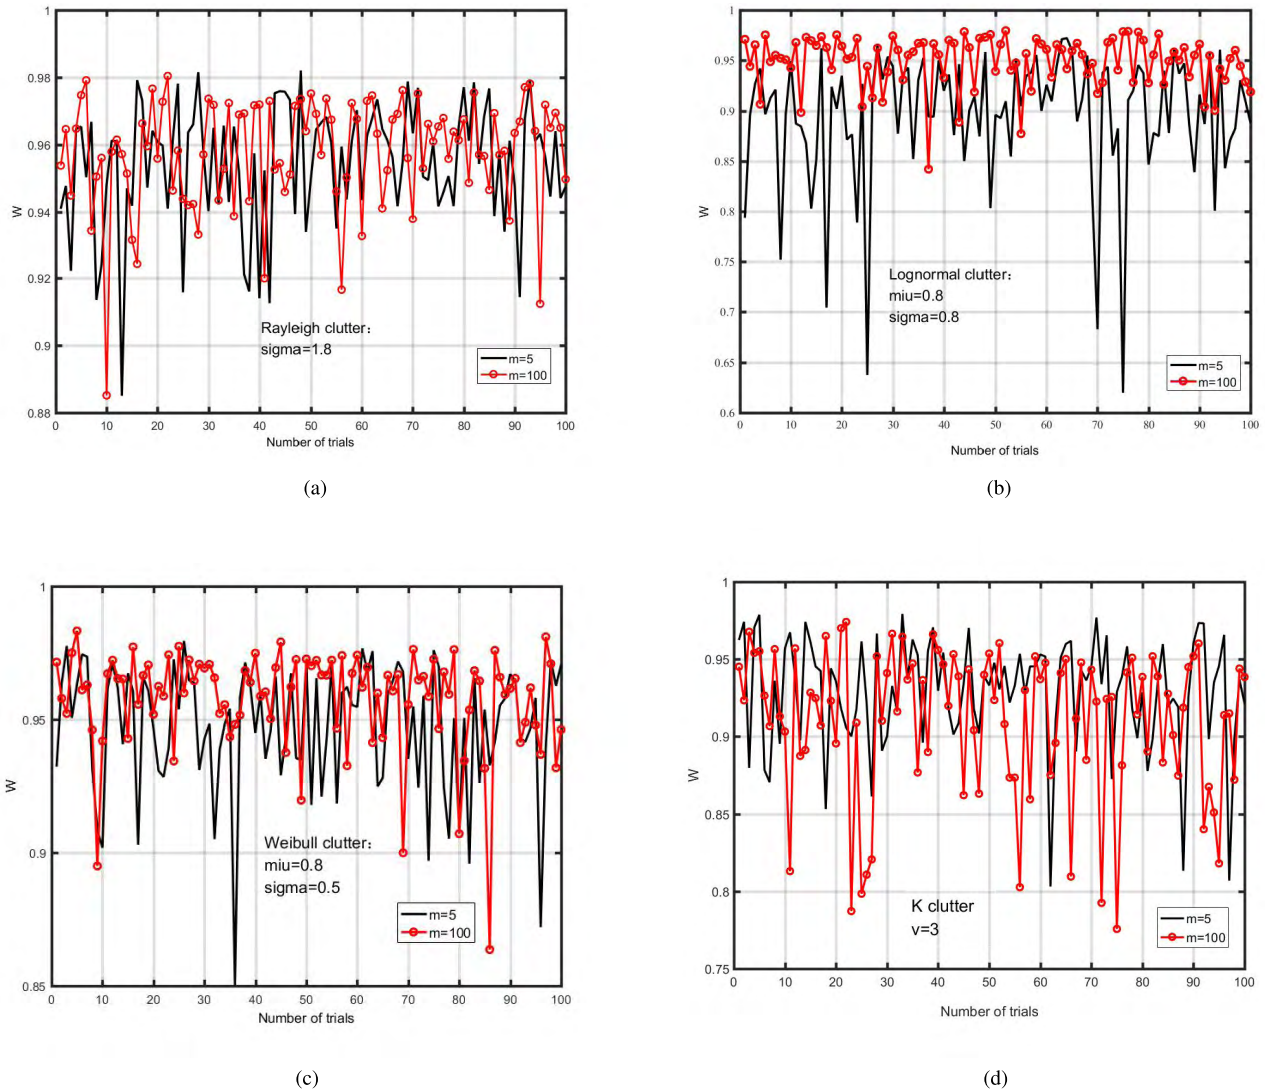 1
0.98
0.96
0.94
0.92
0.9
0.88
W
0 10 20 30 40 50 60 70 80 90 100
Number of trials
Rayleigh clutter:
sigma=1.8
m=5
m=100
(a)
1
0.95
0.9
0.85
0.8
0.75
0.7
0.65
0.6
W
0 10 20 30 40 50 60 70 80 90 100
Number of trials
Lognormal clutter:
miu=0.8
sigma=0.8
m=5
m=100
(b)
1
0.95
0.9
0.85
W
0 10 20 30 40 50 60 70 80 90 100
Number of trials
Weibull clutter:
miu=0.8
sigma=0.5
m=5
m=100
(c)
1
0.95
0.9
0.85
0.8
0.75
W
0 10 20 30 40 50 60 70 80 90 100
Number of trials
K clutter
v=3
m=5
m=100
(d)